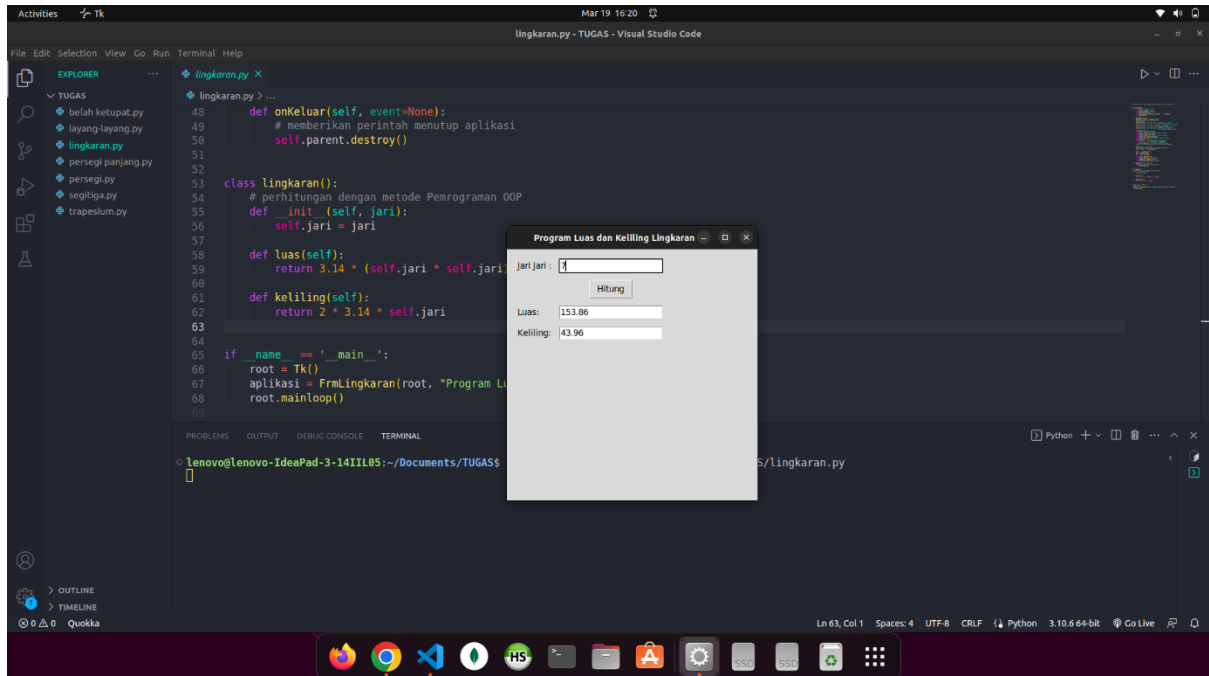 Activities Tk Mar 19 16:20
lingkaran.py - TUGAS - Visual Studio Code
File Edit Selection View Go Run Terminal Help
EXPLORER ···
TUGAS
belah ketupat.py
layang-layang.py
lingkaran.py
persegi panjang.py
persegi.py
segitiga.py
trapesium.py
OUTLINE
TIMELINE
lingkaran.py ×
lingkaran.py > ...
48 def onKeluar(self, event=None):
49 # memberikan perintah menutup aplikasi
50 self.parent.destroy()
51
52
53 class lingkaran():
54 # perhitungan dengan metode Pemrograman OOP
55 def __init__(self, jari):
56 self.jari = jari
57
58 def luas(self):
59 return 3.14 * (self.jari * self.jari)
60
61 def keliling(self):
62 return 2 * 3.14 * self.jari
63
64
65 if __name__ == '__main__':
66 root = Tk()
67 aplikasi = FrmLingkaran(root, "Program Lu
68 root.mainloop()
69
Program Luas dan Keliling Lingkaran
Jari Jari : 7
Hitung
Luas: 153.86
Keliling: 43.96
PROBLEMS OUTPUT DEBUG CONSOLE TERMINAL
Python
lenovo@lenovo-IdeaPad-3-14IIL05:~/Documents/TUGAS$ S/lingkaran.py
1
0 0 Quokka
Ln 63, Col 1 Spaces: 4 UTF-8 CRLF Python 3.10.6 64-bit Go Live
HS
SSD
SSD